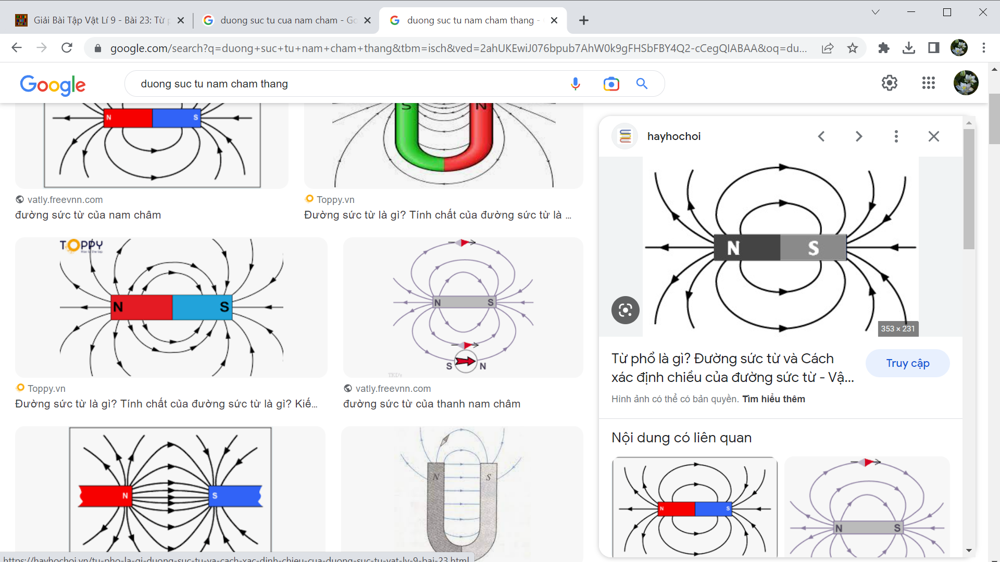 Giải Bài Tập Vật Lí 9 - Bài 23: Từ p
duong suc tu cua nam cham - Go
duong suc tu nam cham thang -
google.com/search?q=duong+suc+tu+nam+cham+thang&tbm=isch&ved=2ahUKEwiJ076bpub7AhW0k9gFHSbFBY4Q2-cCegQIABAA&oq=du...
Google
duong suc tu nam cham thang
N S
S N
vatly.freevnn.com
đường sức từ của nam châm
Toppy.vn
Đường sức từ là gì? Tính chất của đường sức từ là ...
TOPPY
N S
N S
S N
Toppy.vn
Đường sức từ là gì? Tính chất của đường sức từ là gì? Kiế...
vatly.freevnn.com
đường sức từ của thanh nam châm
N S
N S
hayhochoi
N S
353 × 231
Từ phổ là gì? Đường sức từ và Cách
xác định chiều của đường sức từ - Vậ...
Truy cập
Hình ảnh có thể có bản quyền. Tìm hiểu thêm
Nội dung có liên quan
N S
N S
https://hayhochoi.vn/tu-pho-la-gi-duong-suc-tu-va-cach-xac-dinh-chieu-cua-duong-suc-tu-vat-ly-9-bai-23.html